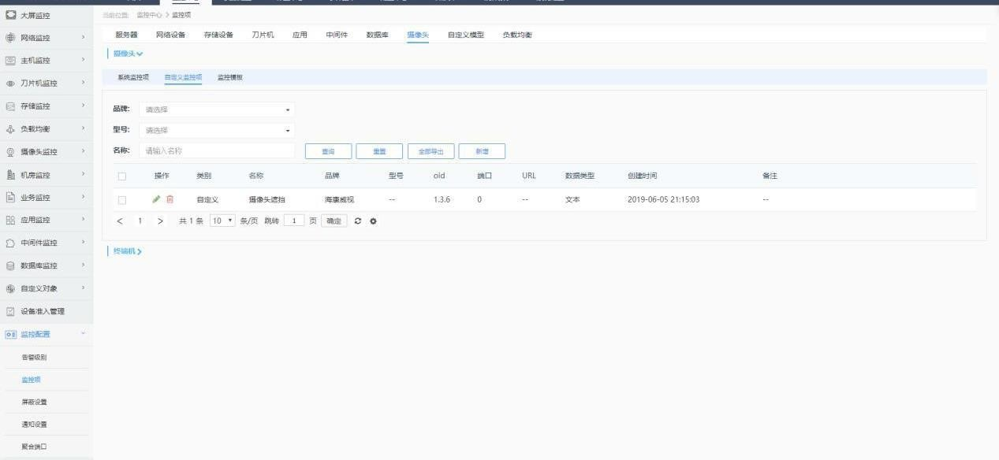 当前位置: 监控中心 > 监控项
大屏监控
网络监控
主机监控
刀片机监控
存储监控
负载均衡
摄像头监控
机房监控
业务监控
应用监控
中间件监控
数据库监控
自定义对象
设备准入管理
监控配置
告警级别
监控项
屏蔽设置
通知设置
聚合端口
服务器 网络设备 存储设备 刀片机 应用 中间件 数据库 摄像头 自定义模型 负载均衡
摄像头
系统监控项 自定义监控项 监控模板
品牌: 请选择
型号: 请选择
名称: 请输入名称 查询 重置 全部导出 新增
操作 类别 名称 品牌 型号 oid 端口 URL 数据类型 创建时间 备注
自定义 摄像头遮挡 海康威视 -- 1.3.6 0 -- 文本 2019-06-05 21:15:03 --
< 1 > 共 1 条 10 条/页 跳转 1 页 确定
终端机